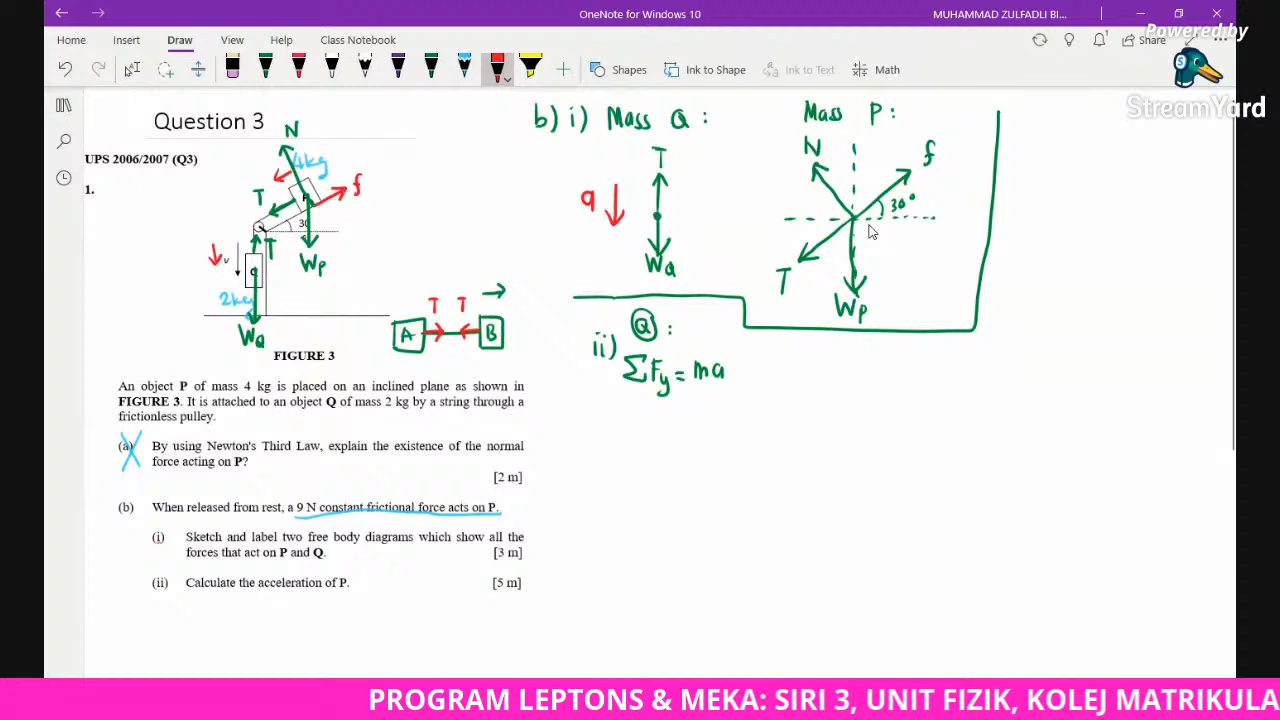 OneNote for Windows 10
MUHAMMAD ZULFADLI BI...
Home Insert Draw View Help Class Notebook
Share
Powered by
Shapes Ink to Shape Ink to Text Math
StreamYard
Question 3
UPS 2006/2007 (Q3)
1.
N
4kg
f
T
P
30
T
WP
v
Q
2kg
WQ
T T
A B
FIGURE 3
An object P of mass 4 kg is placed on an inclined plane as shown in
FIGURE 3. It is attached to an object Q of mass 2 kg by a string through a
frictionless pulley.
(a) By using Newton's Third Law, explain the existence of the normal
force acting on P?
[2 m]
(b) When released from rest, a 9 N constant frictional force acts on P.
(i) Sketch and label two free body diagrams which show all the
forces that act on P and Q. [3 m]
(ii) Calculate the acceleration of P. [5 m]
b) i) Mass Q :
T
a
WQ
Mass P :
N
f
30°
T
WP
ii) Q :
ΣFy = ma
PROGRAM LEPTONS & MEKA: SIRI 3, UNIT FIZIK, KOLEJ MATRIKULA